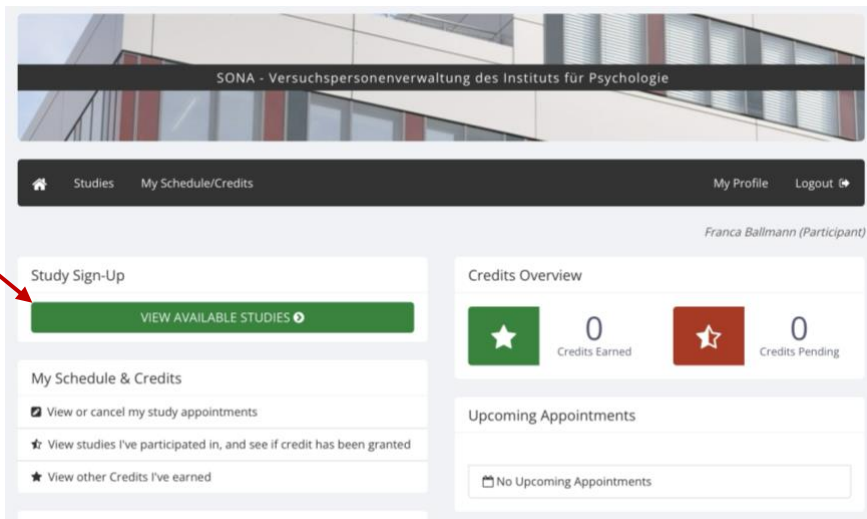 SONA - Versuchspersonenverwaltung des Instituts für Psychologie
Studies
My Schedule/Credits
My Profile
Logout
Franca Ballmann (Participant)
Study Sign-Up
VIEW AVAILABLE STUDIES
My Schedule & Credits
View or cancel my study appointments
View studies I've participated in, and see if credit has been granted
View other Credits I've earned
Credits Overview
0
Credits Earned
0
Credits Pending
Upcoming Appointments
No Upcoming Appointments